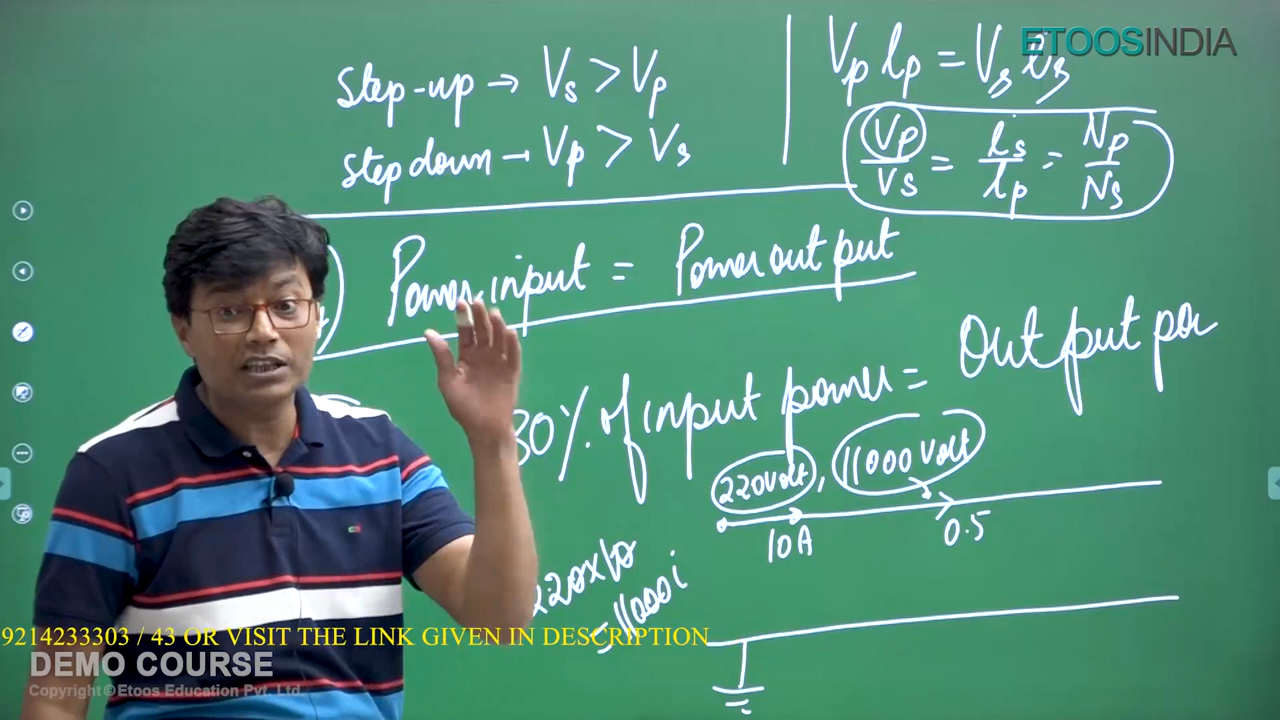 ETOOSINDIA
Step-up → Vs > Vp
Step down → Vp > Vs
Vp ip = Vs is
Vp/Vs = is/ip = Np/Ns
Power input = Power output
80% of input power = Output po
220 Volt, 11000 Volt
10A
0.5
220×10
= 11000i
9214233303 / 43 OR VISIT THE LINK GIVEN IN DESCRIPTION
DEMO COURSE
Copyright © Etoos Education Pvt. Ltd.